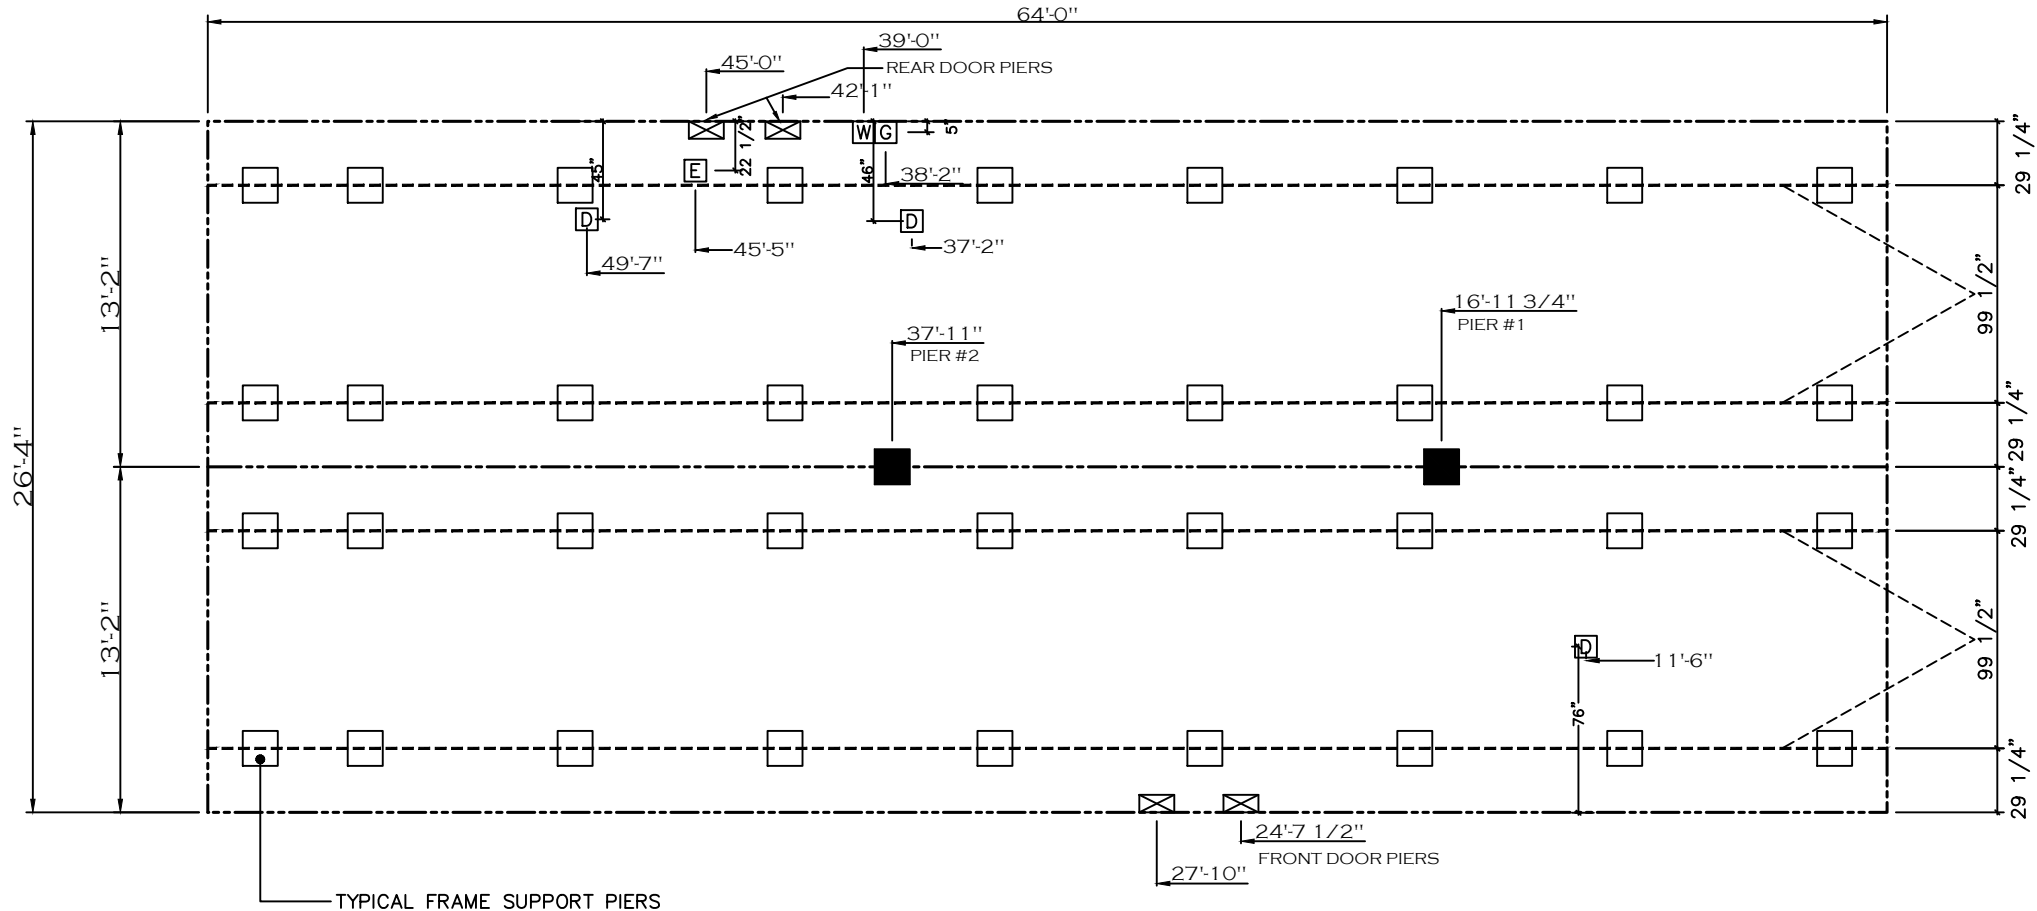 64'-0"
39'-0"
45'-0"
REAR DOOR PIERS
42'-1"
5"
W G
22 1/2"
29 1/4"
45"
E
46"
38'-2"
D
D
37'-2"
45'-5"
49'-7"
13'-2"
99 1/2"
16'-11 3/4"
PIER #1
37'-11"
PIER #2
29 1/4"
26'-4"
29 1/4"
13'-2"
99 1/2"
D
11'-6"
76"
29 1/4"
24'-7 1/2"
FRONT DOOR PIERS
27'-10"
TYPICAL FRAME SUPPORT PIERS